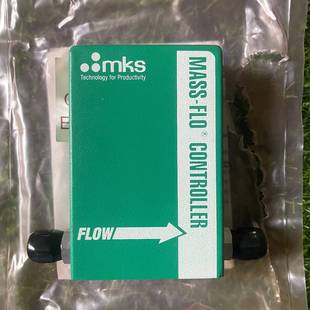 mks
Technology for Productivity
MASS-FLO® CONTROLLER
FLOW